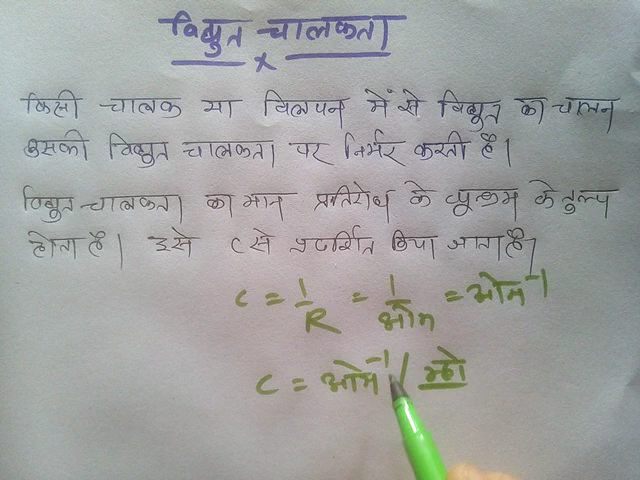 विद्युत चालकता
x
किसी चालक या विलयन में से विद्युत का चालन
उसकी विद्युत चालकता पर निर्भर करती है।
विद्युत चालकता का मान प्रतिरोध के व्युत्क्रम के तुल्य
होता है। इसे C से प्रदर्शित किया जाता है।
C = 1/R = 1/ओम = ओम⁻¹
C = ओम⁻¹ / म्हो